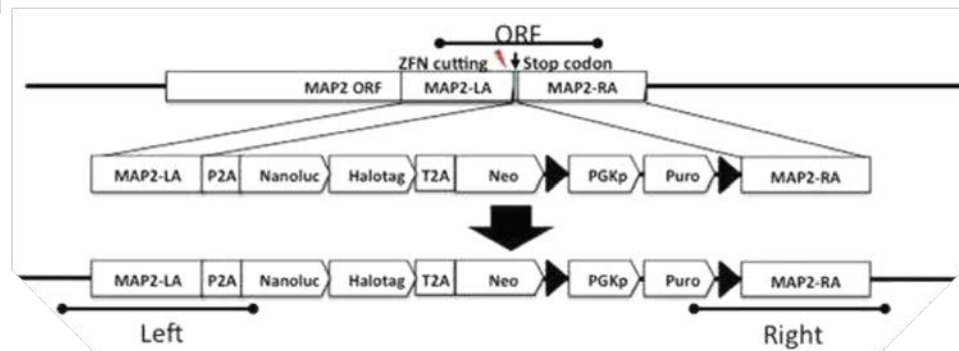 ORF
ZFN cutting Stop codon
MAP2 ORF MAP2-LA MAP2-RA
MAP2-LA P2A Nanoluc Halotag T2A Neo PGKp Puro MAP2-RA
MAP2-LA P2A Nanoluc Halotag T2A Neo PGKp Puro MAP2-RA
Left Right